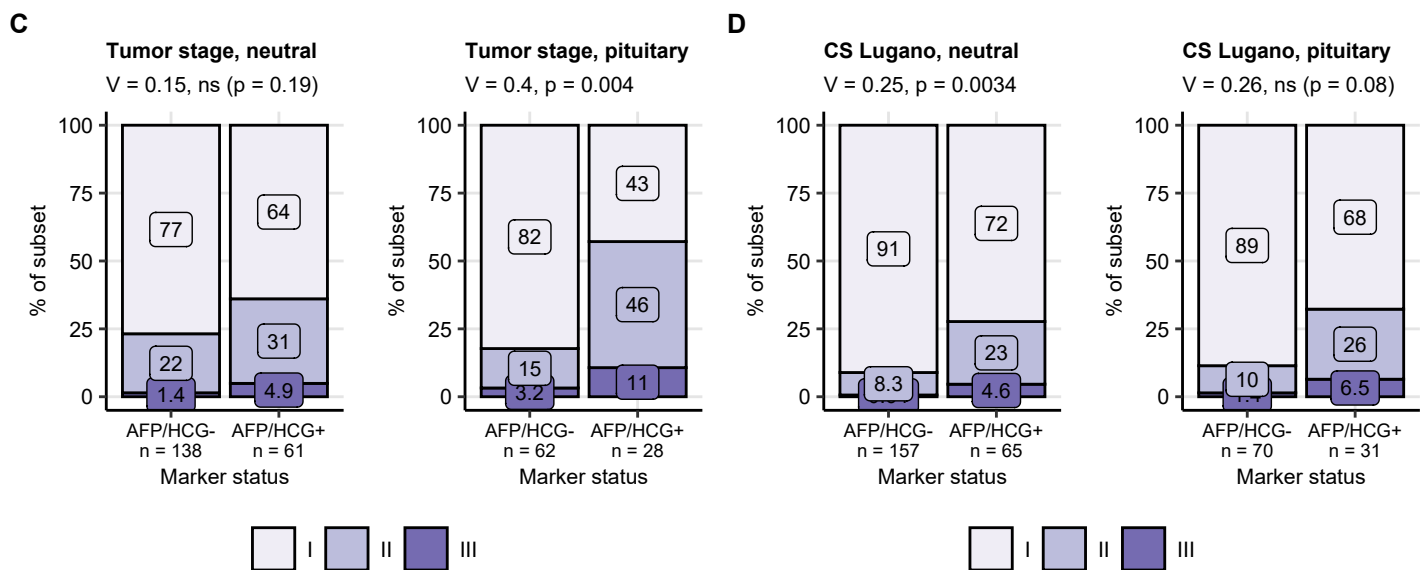 C
Tumor stage, neutral
V = 0.15, ns (p = 0.19)
% of subset
100
75
50
25
0
77
22
1.4
64
31
4.9
AFP/HCG-
n = 138
AFP/HCG+
n = 61
Marker status
Tumor stage, pituitary
V = 0.4, p = 0.004
% of subset
100
75
50
25
0
82
15
3.2
43
46
11
AFP/HCG-
n = 62
AFP/HCG+
n = 28
Marker status
I
II
III
D
CS Lugano, neutral
V = 0.25, p = 0.0034
% of subset
100
75
50
25
0
91
8.3
72
23
4.6
AFP/HCG-
n = 157
AFP/HCG+
n = 65
Marker status
CS Lugano, pituitary
V = 0.26, ns (p = 0.08)
% of subset
100
75
50
25
0
89
10
68
26
6.5
AFP/HCG-
n = 70
AFP/HCG+
n = 31
Marker status
I
II
III